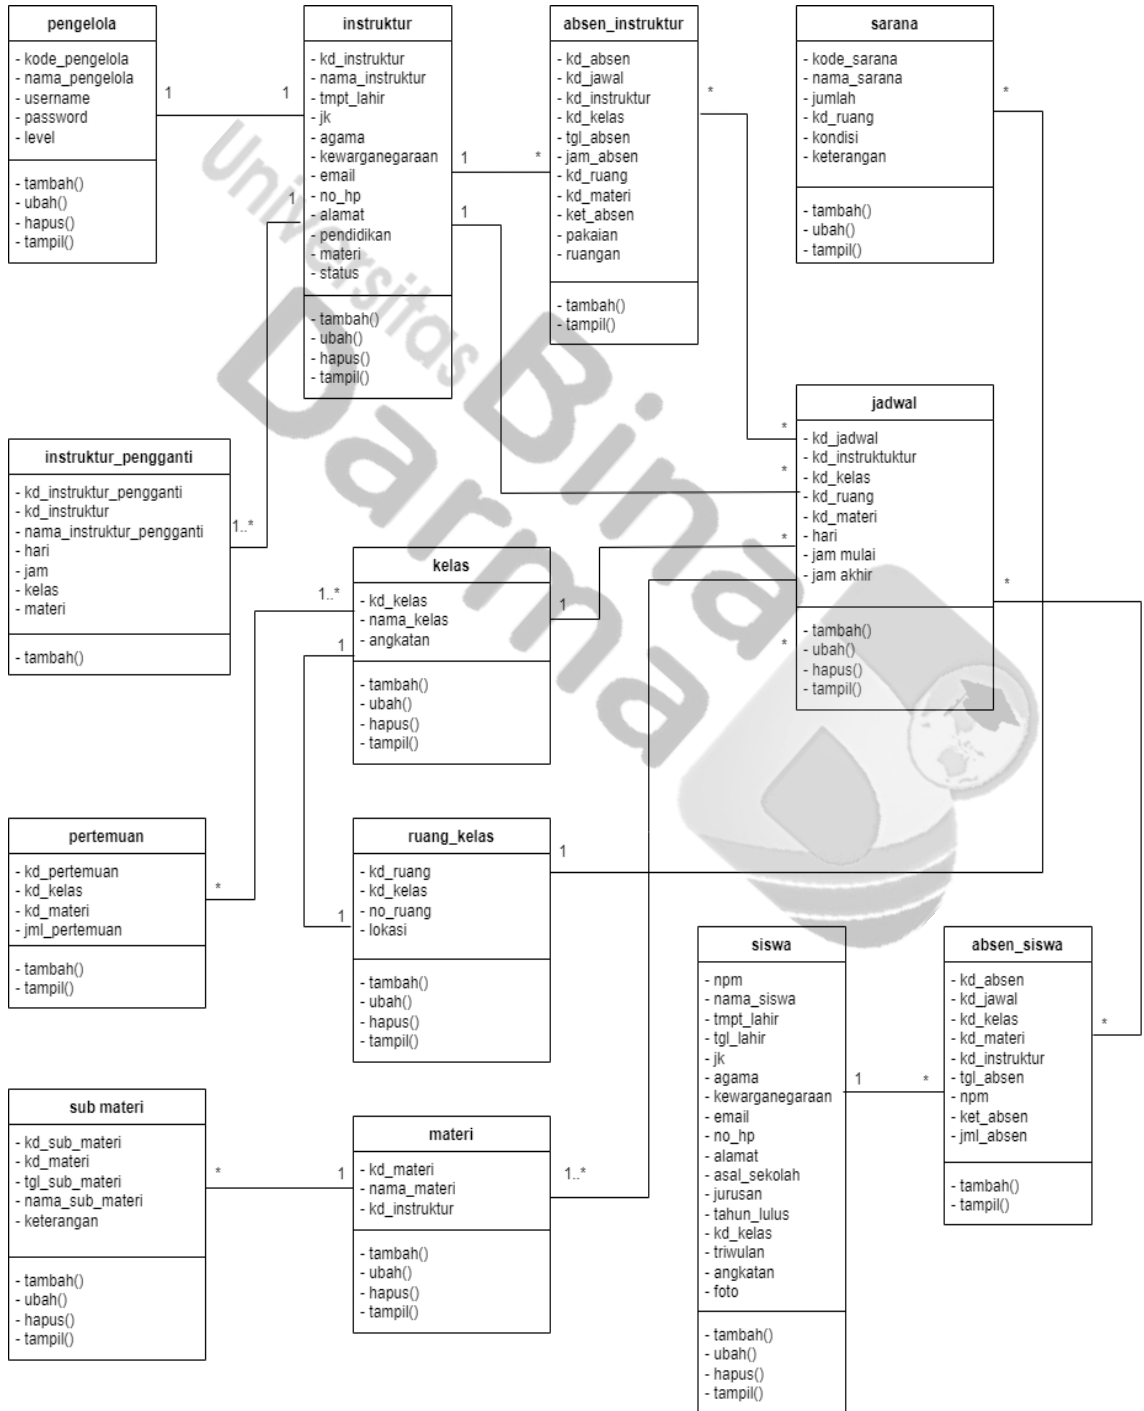 pengelola
- kode_pengelola
- nama_pengelola
- username
- password
- level
- tambah()
- ubah()
- hapus()
- tampil()
1
1
instruktur
- kd_instruktur
- nama_instruktur
- tmpt_lahir
- jk
- agama
- kewarganegaraan
- email
- no_hp
- alamat
- pendidikan
- materi
- status
- tambah()
- ubah()
- hapus()
- tampil()
1
*
1
1
absen_instruktur
- kd_absen
- kd_jawal
- kd_instruktur
- kd_kelas
- tgl_absen
- jam_absen
- kd_ruang
- kd_materi
- ket_absen
- pakaian
- ruangan
- tambah()
- tampil()
*
sarana
- kode_sarana
- nama_sarana
- jumlah
- kd_ruang
- kondisi
- keterangan
- tambah()
- ubah()
- tampil()
*
Universitas
Bina
Darma
instruktur_pengganti
- kd_instruktur_pengganti
- kd_instruktur
- nama_instruktur_pengganti
- hari
- jam
- kelas
- materi
- tambah()
1..*
jadwal
- kd_jadwal
- kd_instruktuktur
- kd_kelas
- kd_ruang
- kd_materi
- hari
- jam mulai
- jam akhir
- tambah()
- ubah()
- hapus()
- tampil()
*
*
*
*
*
kelas
- kd_kelas
- nama_kelas
- angkatan
- tambah()
- ubah()
- hapus()
- tampil()
1..*
1
1
pertemuan
- kd_pertemuan
- kd_kelas
- kd_materi
- jml_pertemuan
- tambah()
- tampil()
*
ruang_kelas
- kd_ruang
- kd_kelas
- no_ruang
- lokasi
- tambah()
- ubah()
- hapus()
- tampil()
1
1
siswa
- npm
- nama_siswa
- tmpt_lahir
- tgl_lahir
- jk
- agama
- kewarganegaraan
- email
- no_hp
- alamat
- asal_sekolah
- jurusan
- tahun_lulus
- kd_kelas
- triwulan
- angkatan
- foto
- tambah()
- ubah()
- hapus()
- tampil()
1
*
absen_siswa
- kd_absen
- kd_jawal
- kd_kelas
- kd_materi
- kd_instruktur
- tgl_absen
- npm
- ket_absen
- jml_absen
- tambah()
- tampil()
*
sub materi
- kd_sub_materi
- kd_materi
- tgl_sub_materi
- nama_sub_materi
- keterangan
- tambah()
- ubah()
- hapus()
- tampil()
*
1
materi
- kd_materi
- nama_materi
- kd_instruktur
- tambah()
- ubah()
- hapus()
- tampil()
1..*